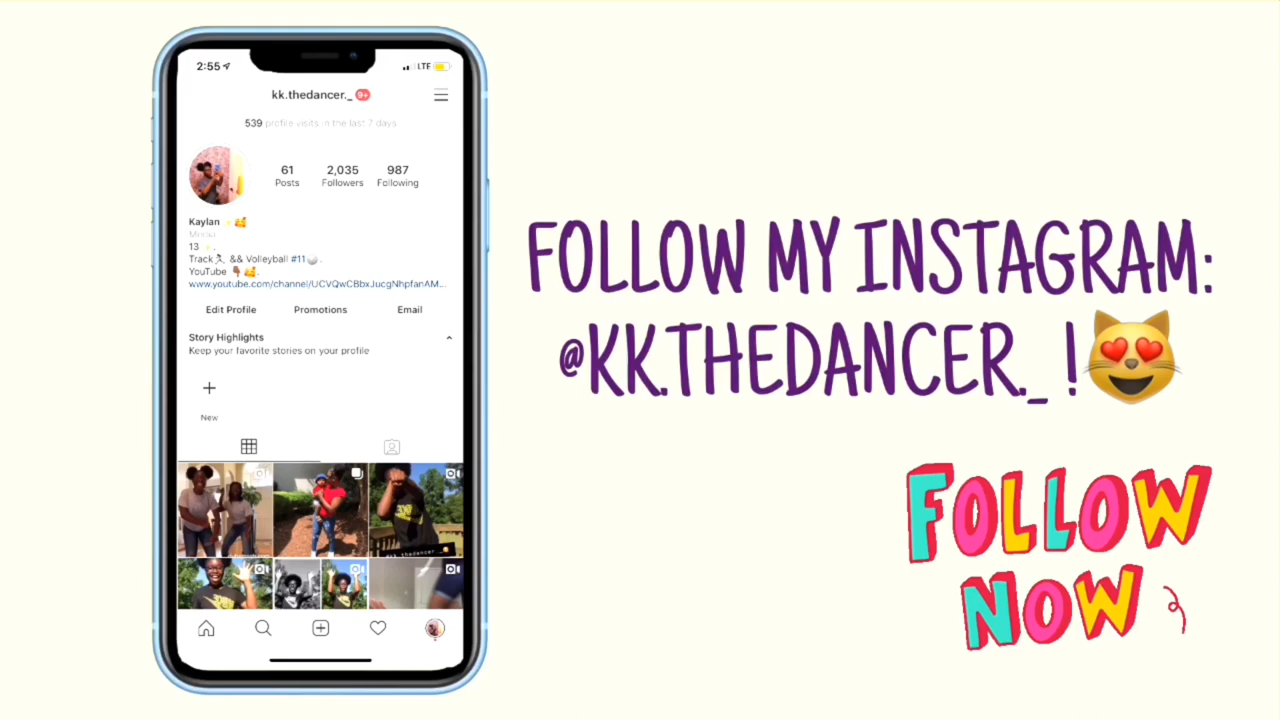 2:55 LTE
kk.thedancer._ 9+
539 profile visits in the last 7 days
61 2,035 987
Posts Followers Following
Kaylan ✨🥰
Media
13 ✨.
Track🏃🏿‍♀️ && Volleyball #11🏐.
YouTube 👇🏾🥰.
www.youtube.com/channel/UCVQwCBbxJucgNhpfanAM...
Edit Profile Promotions Email
Story Highlights
Keep your favorite stories on your profile
New
FOLLOW MY INSTAGRAM:
@KK.THEDANCER._ !😻
FOLLOW
NOW